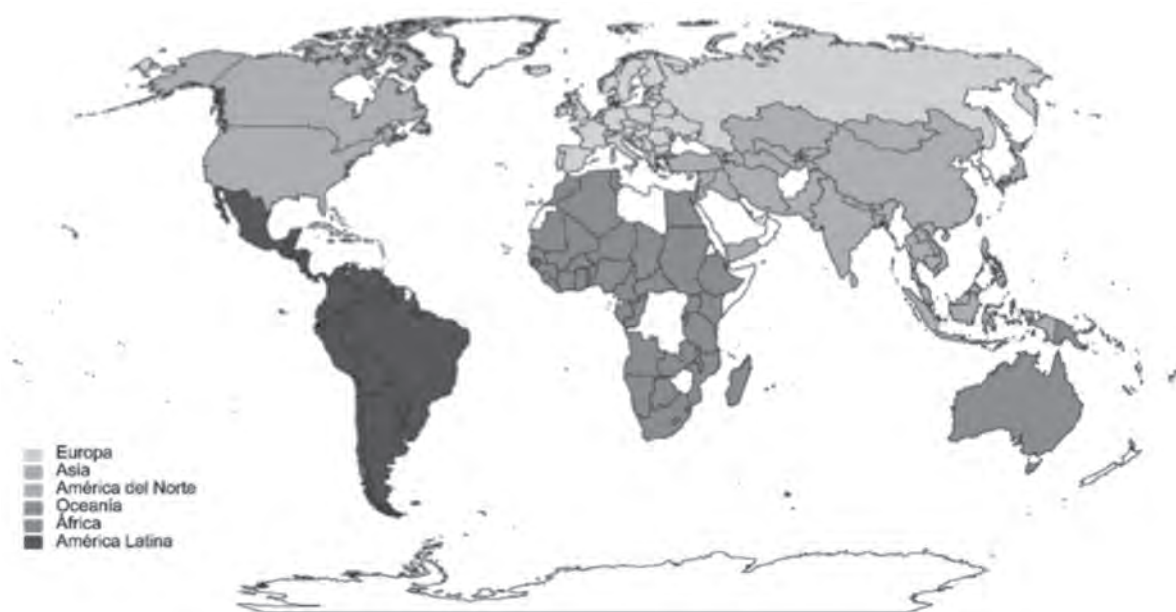 Europa
Asia
América del Norte
Oceanía
África
América Latina